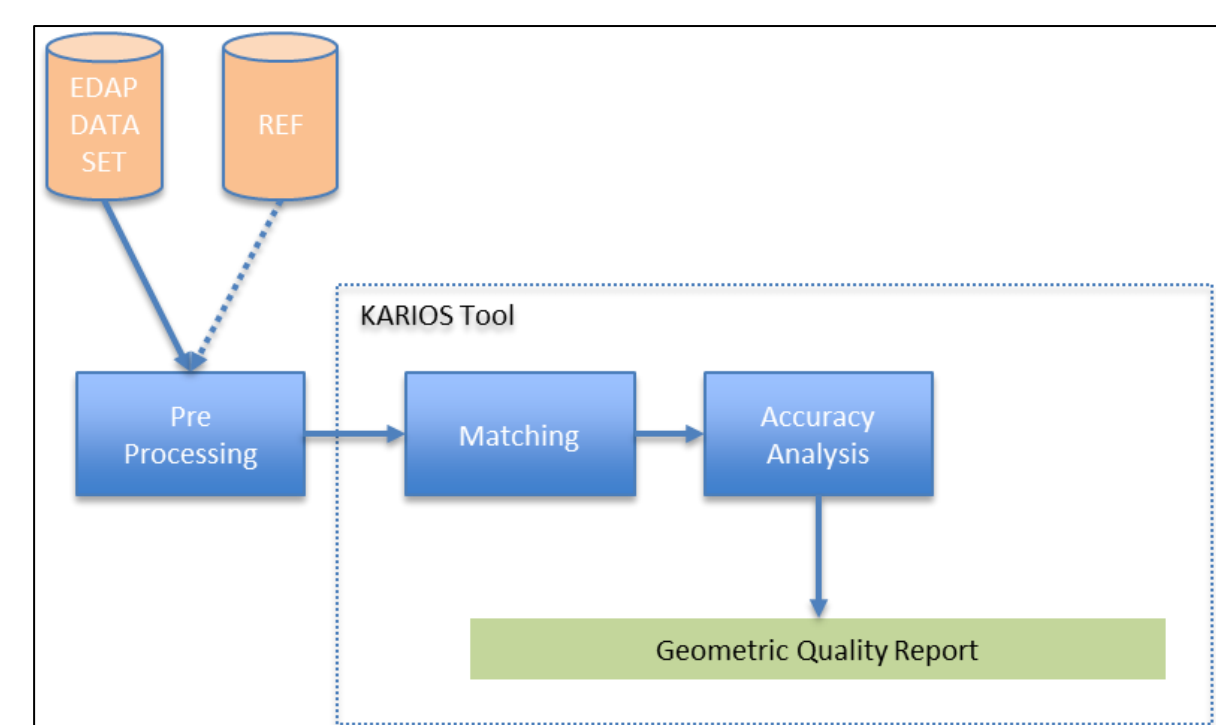 EDAP
DATA
SET
REF
KARIOS Tool
Pre
Processing
Matching
Accuracy
Analysis
Geometric Quality Report